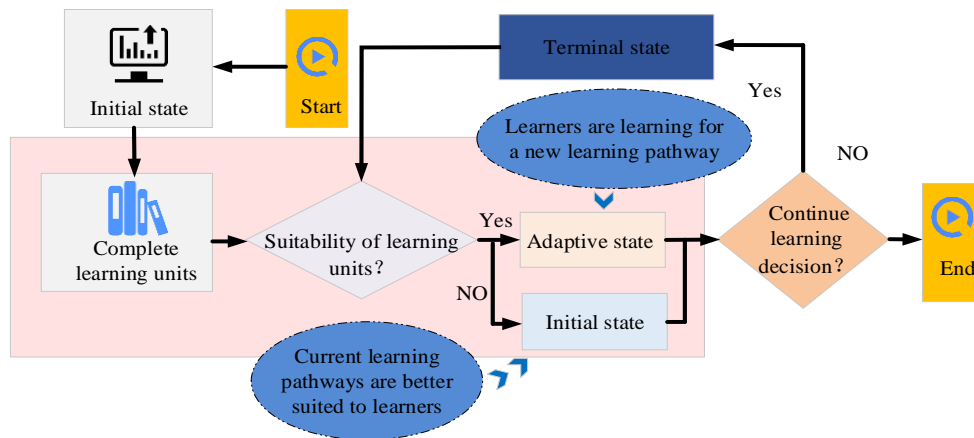 Initial state
Start
Terminal state
Yes
NO
Learners are learning for
a new learning pathway
Complete
learning units
Suitability of learning
units?
Yes
NO
Adaptive state
Initial state
Continue
learning
decision?
End
Current learning
pathways are better
suited to learners